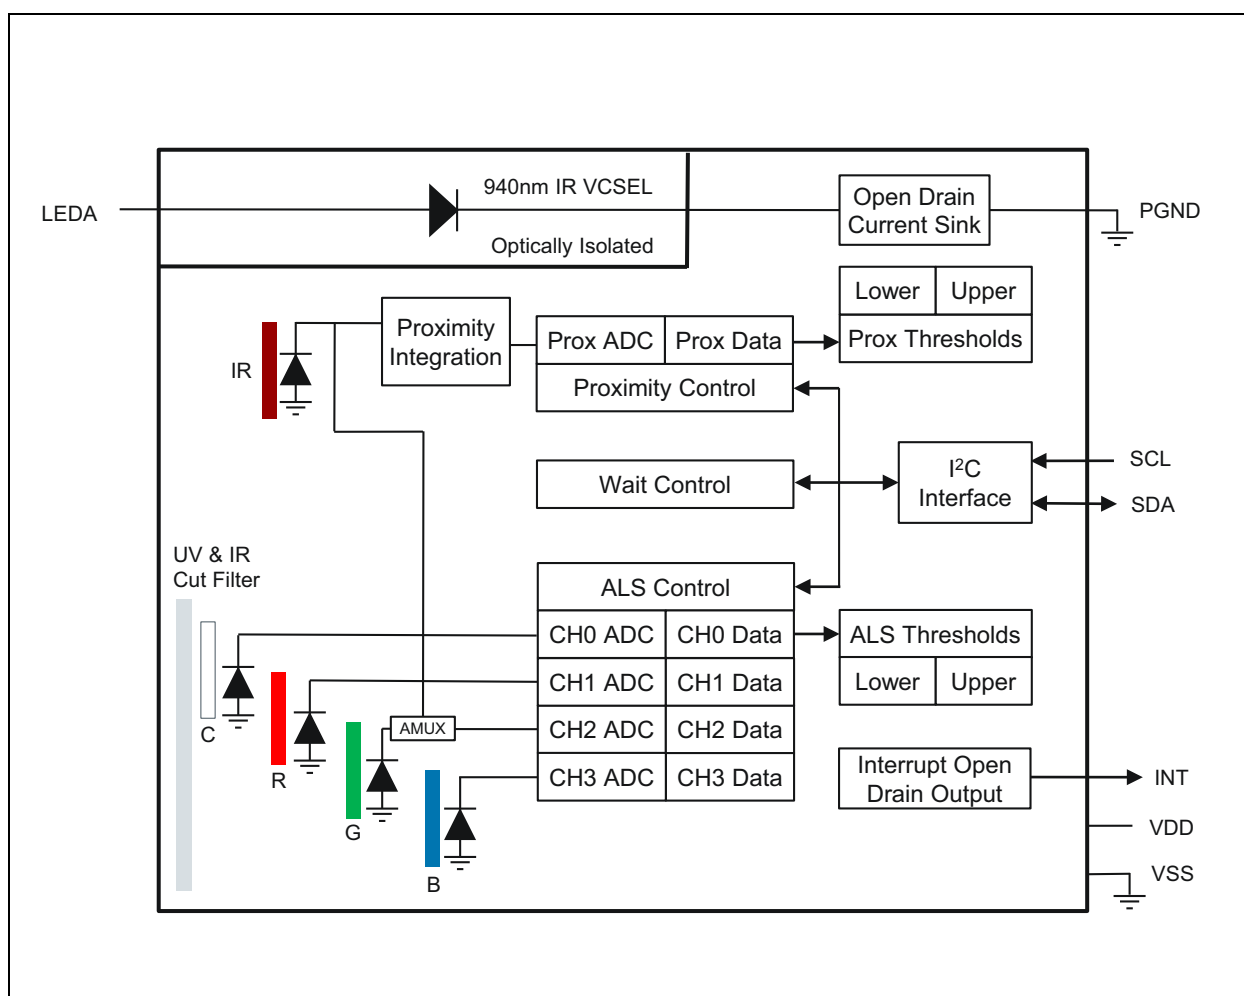 940nm IR VCSEL
LEDA
Optically Isolated
Open Drain
Current Sink
PGND
Lower
Upper
Prox Thresholds
IR
Proximity
Integration
Prox ADC
Prox Data
Proximity Control
Wait Control
I²C
Interface
SCL
SDA
UV & IR
Cut Filter
ALS Control
CH0 ADC
CH0 Data
CH1 ADC
CH1 Data
CH2 ADC
CH2 Data
CH3 ADC
CH3 Data
ALS Thresholds
Lower
Upper
C
R
G
B
AMUX
Interrupt Open
Drain Output
INT
VDD
VSS